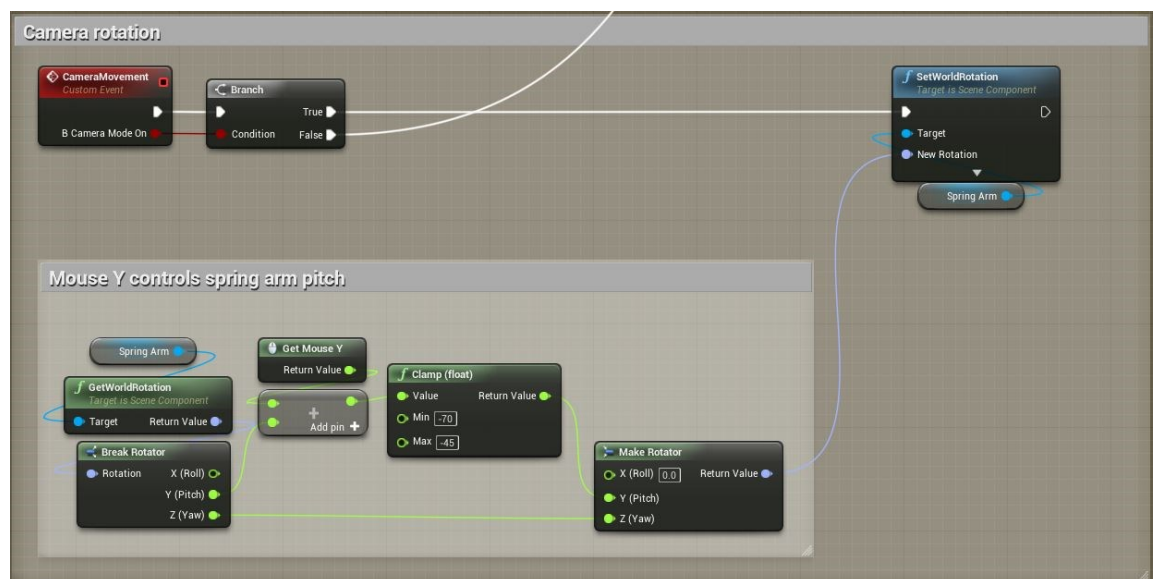 Camera rotation
CameraMovement
Custom Event
B Camera Mode On
Branch
True
Condition
False
SetWorldRotation
Target is Scene Component
Target
New Rotation
Spring Arm
Mouse Y controls spring arm pitch
Spring Arm
GetWorldRotation
Target is Scene Component
Target
Return Value
Break Rotator
Rotation
X (Roll)
Y (Pitch)
Z (Yaw)
Get Mouse Y
Return Value
Add pin +
Clamp (float)
Value
Return Value
Min -70
Max -45
Make Rotator
X (Roll) 0.0
Return Value
Y (Pitch)
Z (Yaw)